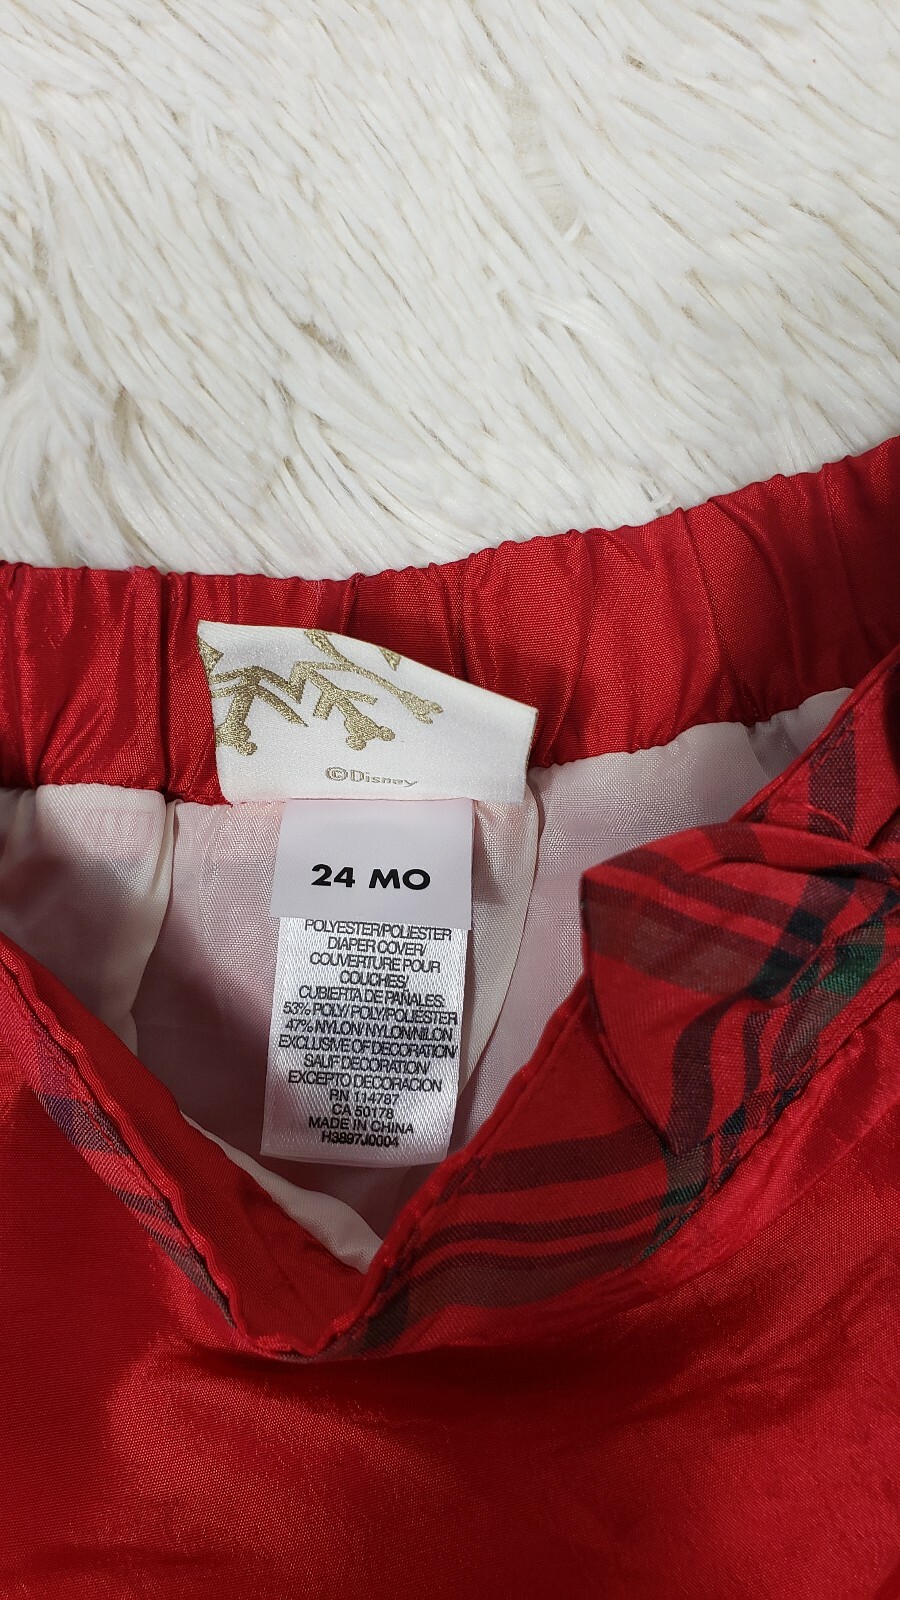 ©Disney
24 MO
POLYESTER/POLIESTER
DIAPER COVER/
COUVERTURE POUR
COUCHES/
CUBIERTA DE PAÑALES:
53% POLY/ POLY/POLIESTER
47% NYLON/ NYLON/NILON
EXCLUSIVE OF DECORATION/
SAUF DECORATION/
EXCEPTO DECORACION
RN 114787
CA 50178
MADE IN CHINA
H3897J0004